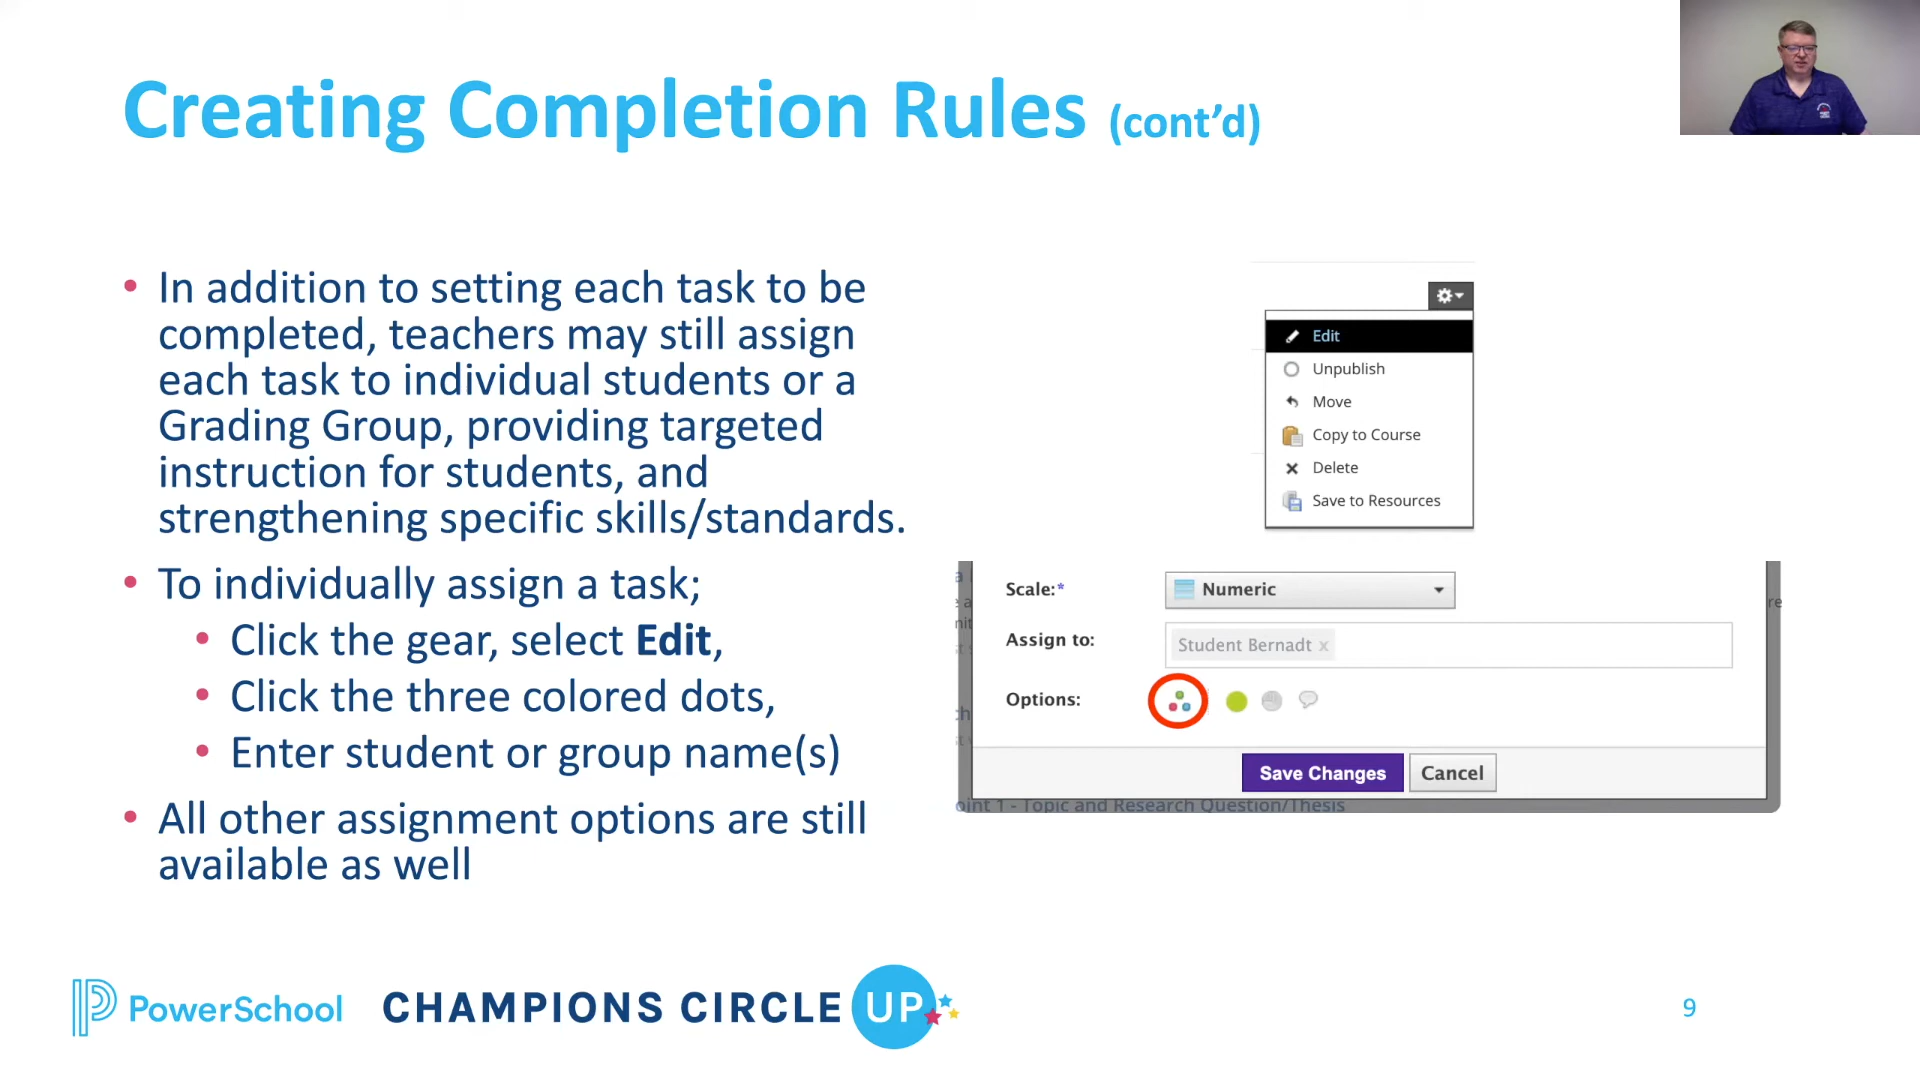 Creating Completion Rules (cont’d)
• In addition to setting each task to be
completed, teachers may still assign
each task to individual students or a
Grading Group, providing targeted
instruction for students, and
strengthening specific skills/standards.
• To individually assign a task;
• Click the gear, select Edit,
• Click the three colored dots,
• Enter student or group name(s)
• All other assignment options are still
available as well
Edit
Unpublish
Move
Copy to Course
Delete
Save to Resources
Scale:*
Numeric
Assign to:
Student Bernadt x
Options:
Save Changes
Cancel
oint 1 - Topic and Research Question/Thesis
PowerSchool
CHAMPIONS CIRCLE UP
9